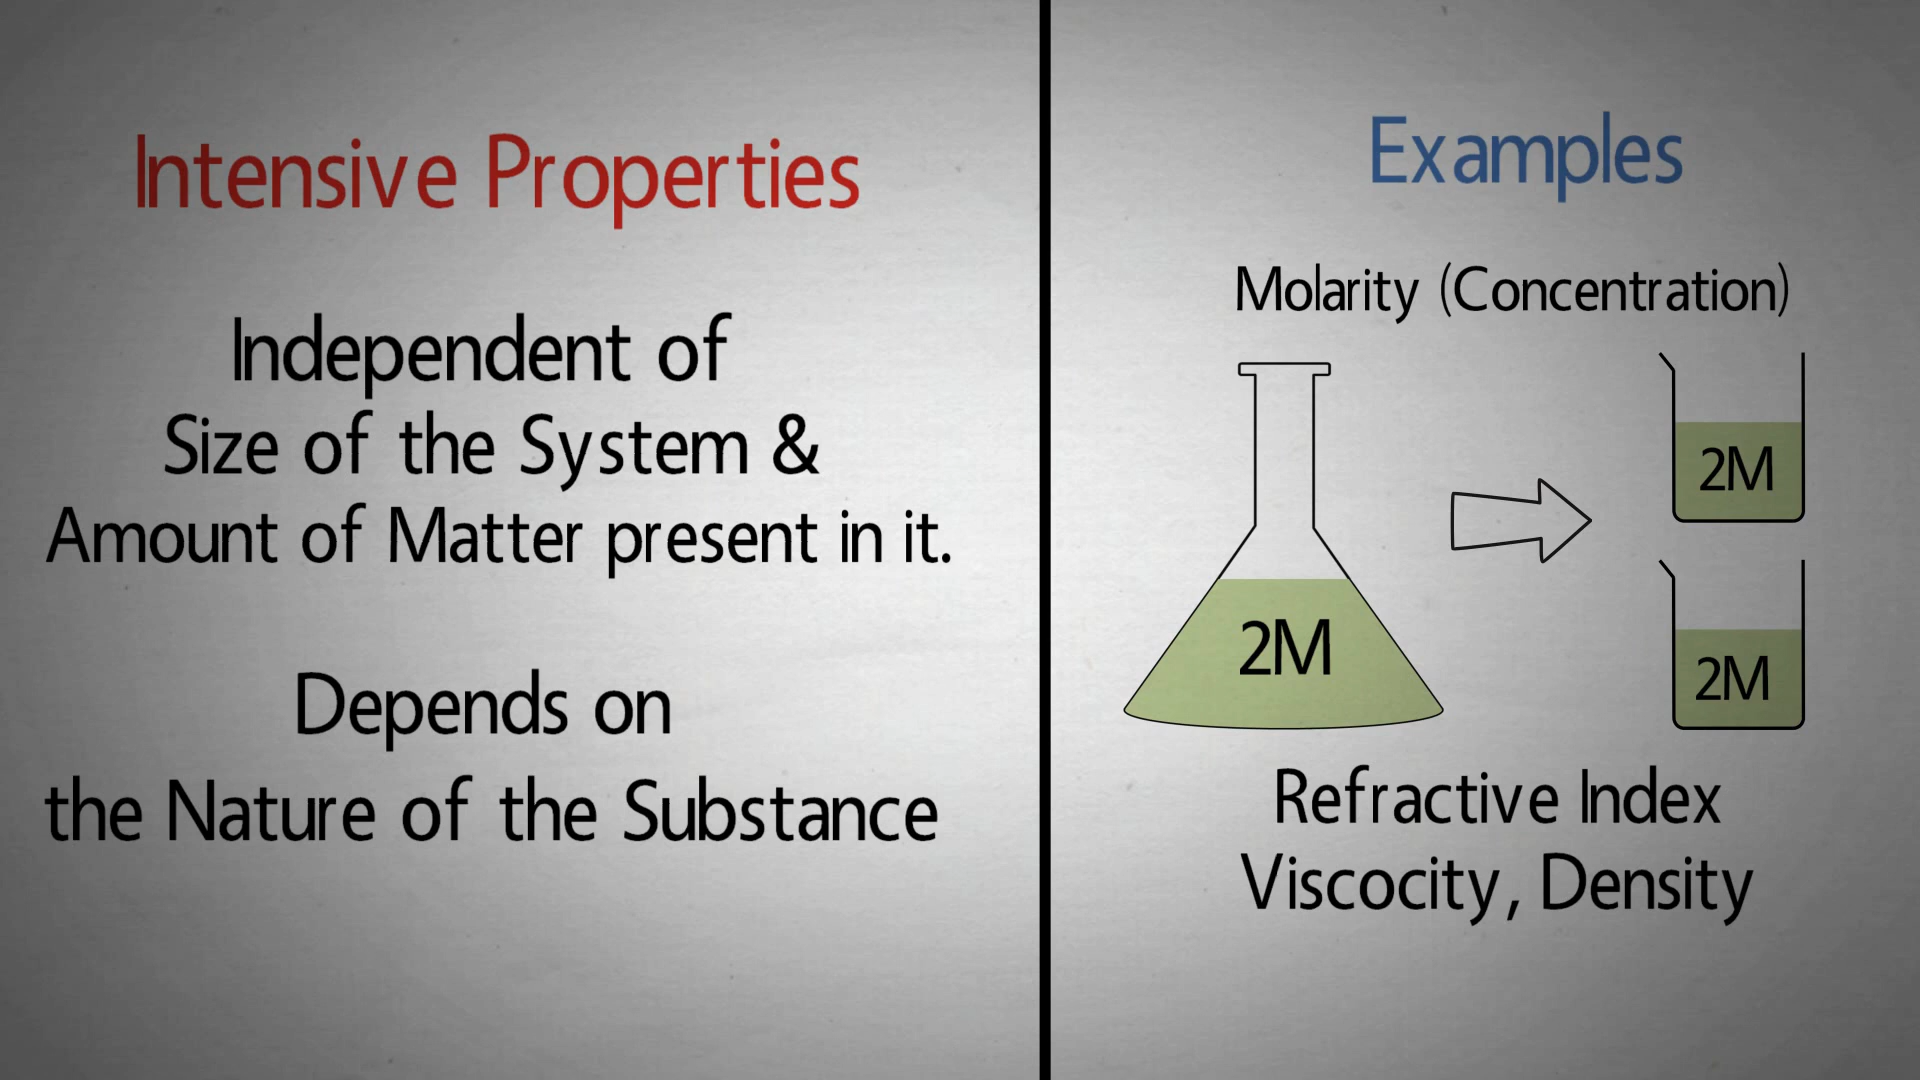 Intensive Properties
Independent of
Size of the System &
Amount of Matter present in it.
Depends on
the Nature of the Substance
Examples
Molarity (Concentration)
2M
2M
2M
Refractive Index
Viscocity, Density